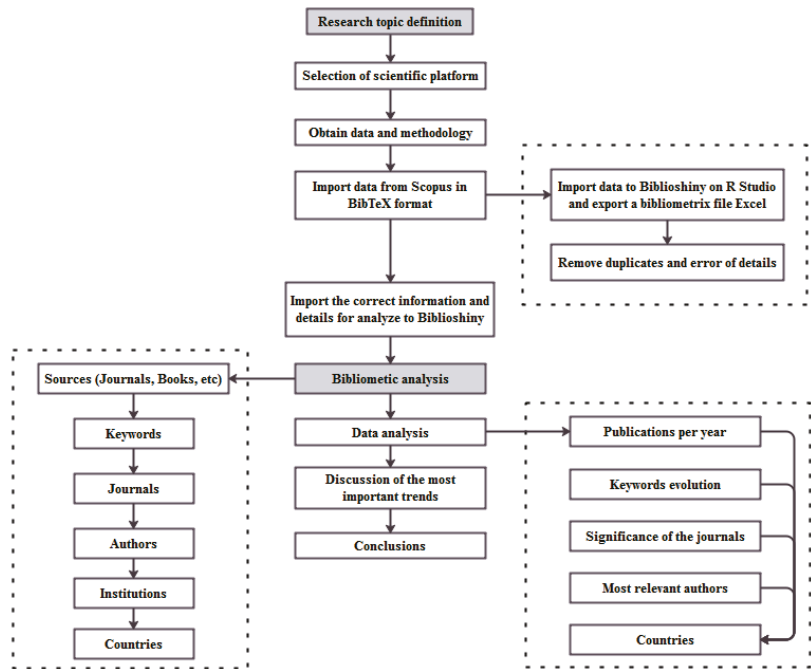 Research topic definition
Selection of scientific platform
Obtain data and methodology
Import data from Scopus in
BibTeX format
Import data to Biblioshiny on R Studio
and export a bibliometrix file Excel
Remove duplicates and error of details
Import the correct information and
details for analyze to Biblioshiny
Bibliometic analysis
Sources (Journals, Books, etc)
Keywords
Journals
Authors
Institutions
Countries
Data analysis
Discussion of the most
important trends
Conclusions
Publications per year
Keywords evolution
Significance of the journals
Most relevant authors
Countries